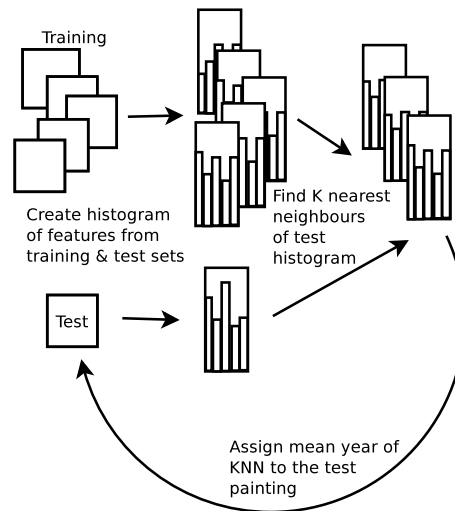 Training
Create histogram
of features from
training & test sets
Find K nearest
neighbours
of test
histogram
Test
Assign mean year of
KNN to the test
painting